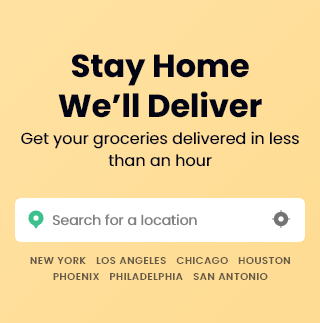 Stay Home
We’ll Deliver
Get your groceries delivered in less
than an hour
Search for a location
NEW YORK LOS ANGELES CHICAGO HOUSTON
PHOENIX PHILADELPHIA SAN ANTONIO